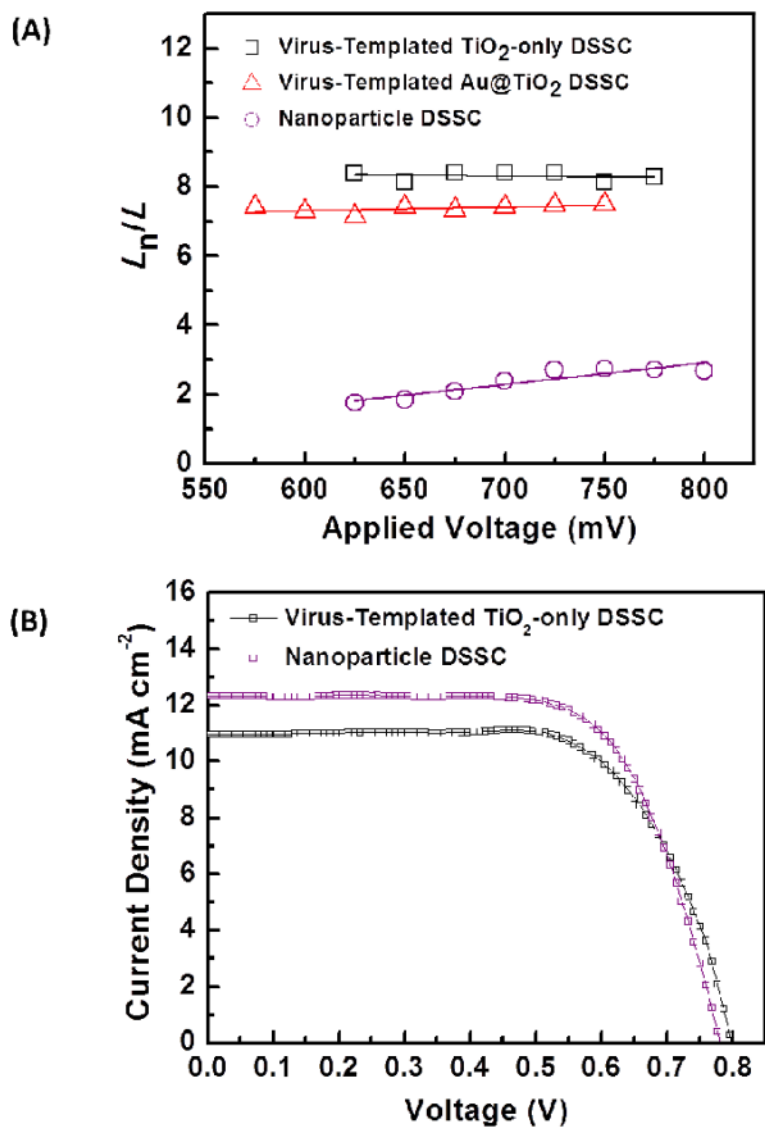 (A)
12
10
8
6
4
2
0
Ln/L
Virus-Templated TiO2-only DSSC
Virus-Templated Au@TiO2 DSSC
Nanoparticle DSSC
550 600 650 700 750 800
Applied Voltage (mV)
(B)
16
14
12
10
8
6
4
2
0
Current Density (mA cm-2)
Virus-Templated TiO2-only DSSC
Nanoparticle DSSC
0.0 0.1 0.2 0.3 0.4 0.5 0.6 0.7 0.8
Voltage (V)